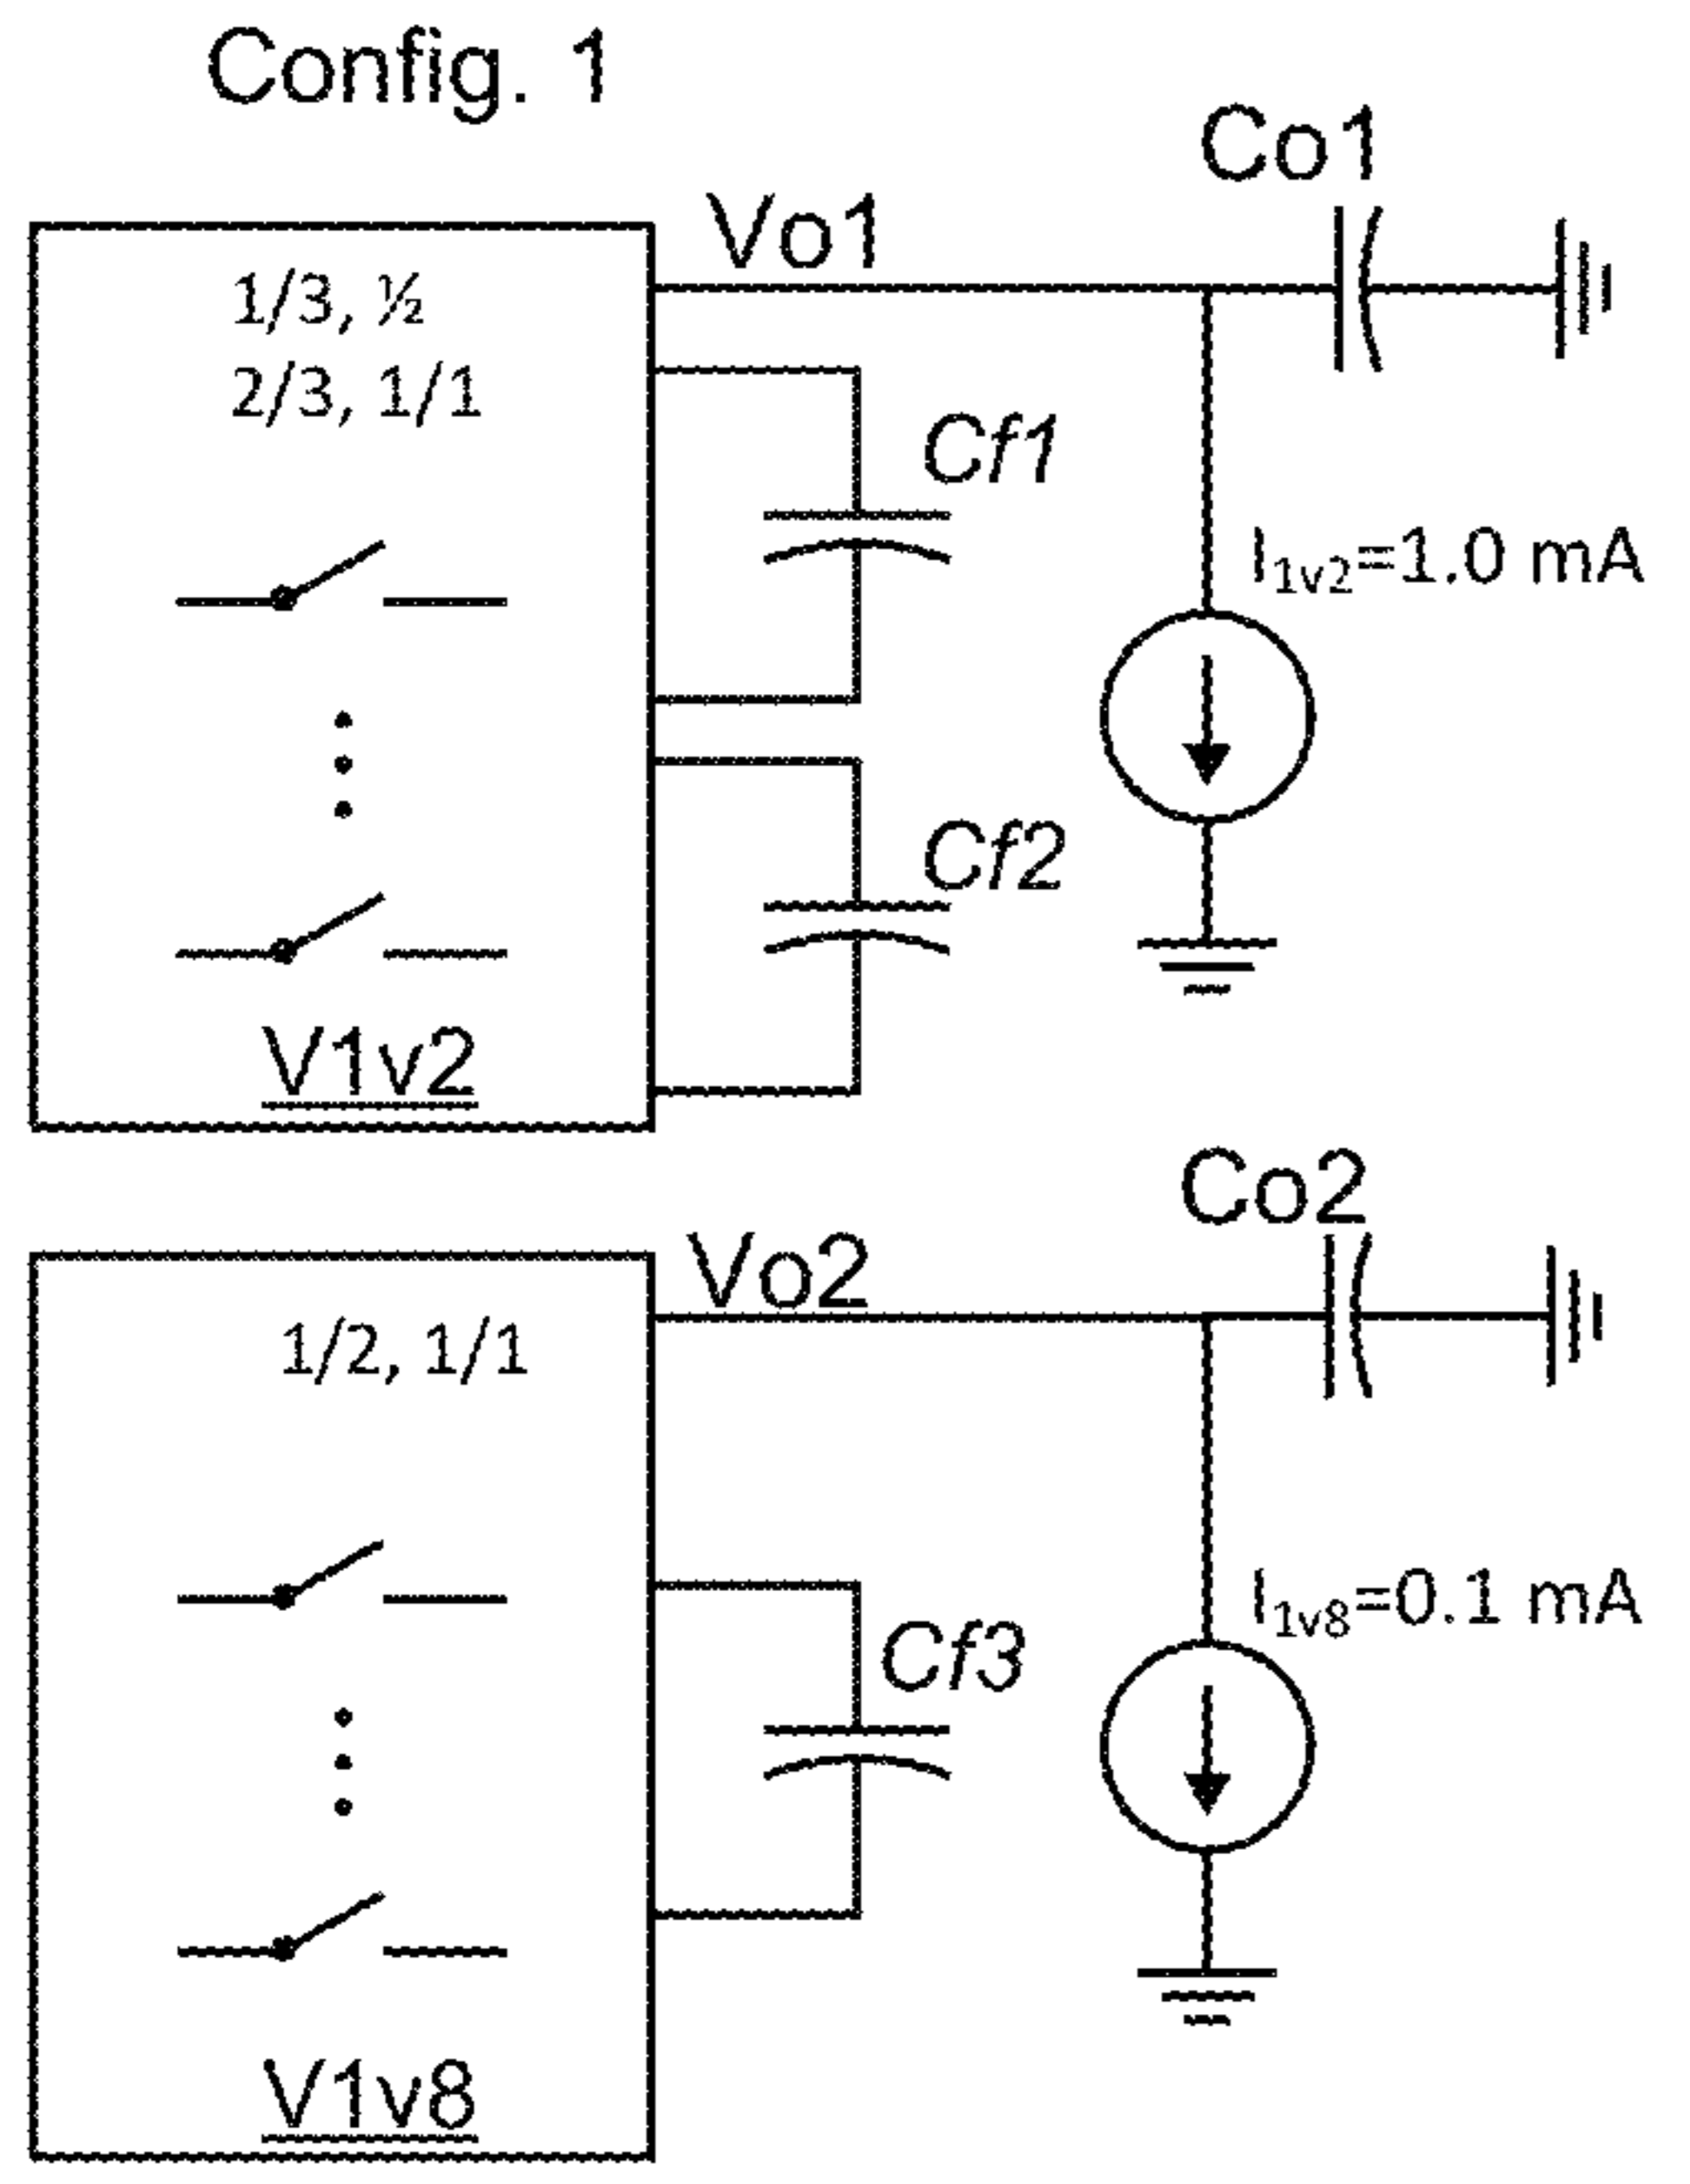 Config. 1
Co1
Vo1
1/3, ½
2/3, 1/1
Cf1
I1v2=1.0 mA
Cf2
V1v2
Co2
Vo2
1/2, 1/1
I1v8=0.1 mA
Cf3
V1v8